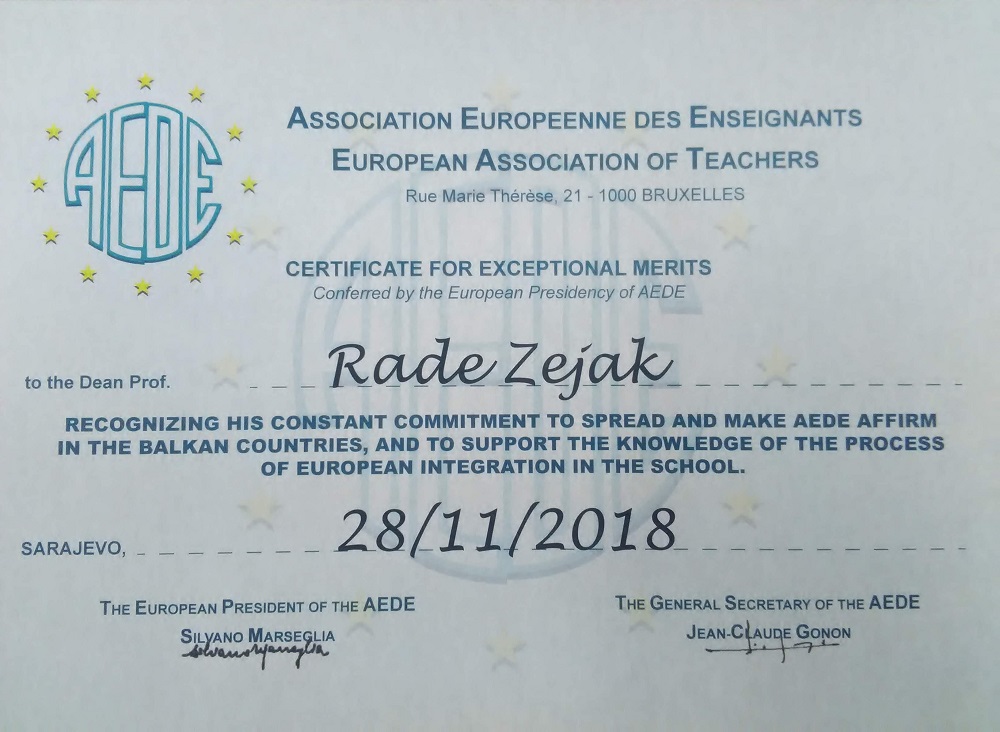 AEDE
ASSOCIATION EUROPEENNE DES ENSEIGNANTS
EUROPEAN ASSOCIATION OF TEACHERS
Rue Marie Thérèse, 21 - 1000 BRUXELLES
CERTIFICATE FOR EXCEPTIONAL MERITS
Conferred by the European Presidency of AEDE
to the Dean Prof. Rade Zejak
RECOGNIZING HIS CONSTANT COMMITMENT TO SPREAD AND MAKE AEDE AFFIRM
IN THE BALKAN COUNTRIES, AND TO SUPPORT THE KNOWLEDGE OF THE PROCESS
OF EUROPEAN INTEGRATION IN THE SCHOOL.
SARAJEVO, 28/11/2018
THE EUROPEAN PRESIDENT OF THE AEDE
SILVANO MARSEGLIA
Silvano Marseglia
THE GENERAL SECRETARY OF THE AEDE
JEAN-CLAUDE GONON